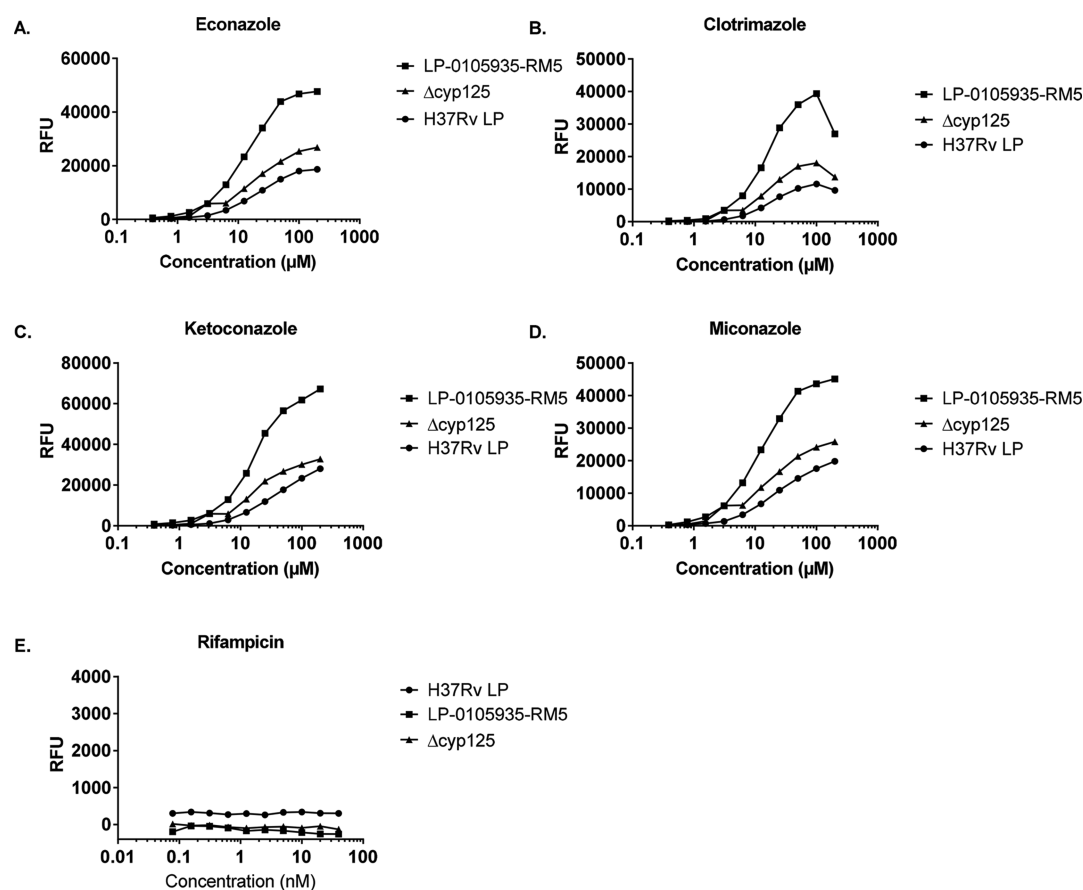 A.
Econazole
60000
40000
20000
0
RFU
0.1 1 10 100 1000
Concentration (µM)
LP-0105935-RM5
Δcyp125
H37Rv LP
B.
Clotrimazole
50000
40000
30000
20000
10000
0
RFU
0.1 1 10 100 1000
Concentration (µM)
LP-0105935-RM5
Δcyp125
H37Rv LP
C.
Ketoconazole
80000
60000
40000
20000
0
RFU
0.1 1 10 100 1000
Concentration (µM)
LP-0105935-RM5
Δcyp125
H37Rv LP
D.
Miconazole
50000
40000
30000
20000
10000
0
RFU
0.1 1 10 100 1000
Concentration (µM)
LP-0105935-RM5
Δcyp125
H37Rv LP
E.
Rifampicin
4000
3000
2000
1000
0
RFU
0.01 0.1 1 10 100
Concentration (nM)
H37Rv LP
LP-0105935-RM5
Δcyp125